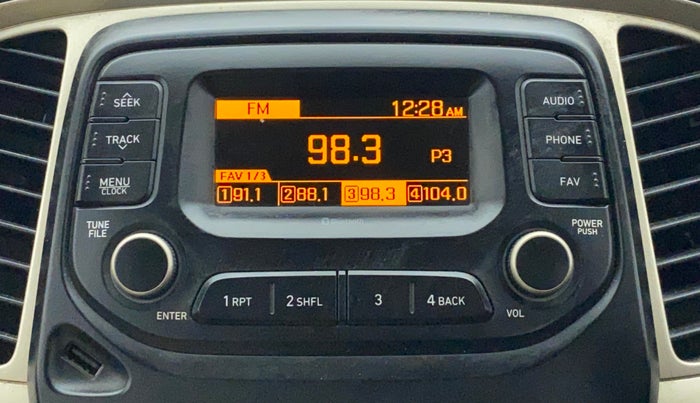 SEEK
TRACK
MENU
CLOCK
TUNE
FILE
ENTER
FM 12:28 AM
98.3 P3
FAV 1/3
1 91.1 2 88.1 3 98.3 4 104.0
1 RPT
2 SHFL
3
4 BACK
AUDIO
PHONE
FAV
POWER
PUSH
VOL